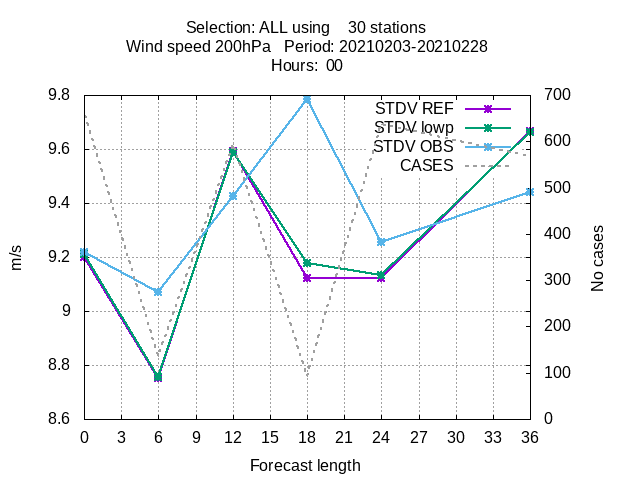 Selection: ALL using 30 stations
Wind speed 200hPa Period: 20210203-20210228
Hours: 00
STDV REF
STDV lqwp
STDV OBS
CASES
9.8
9.6
9.4
9.2
9
8.8
8.6
m/s
700
600
500
400
300
200
100
0
No cases
0 3 6 9 12 15 18 21 24 27 30 33 36
Forecast length